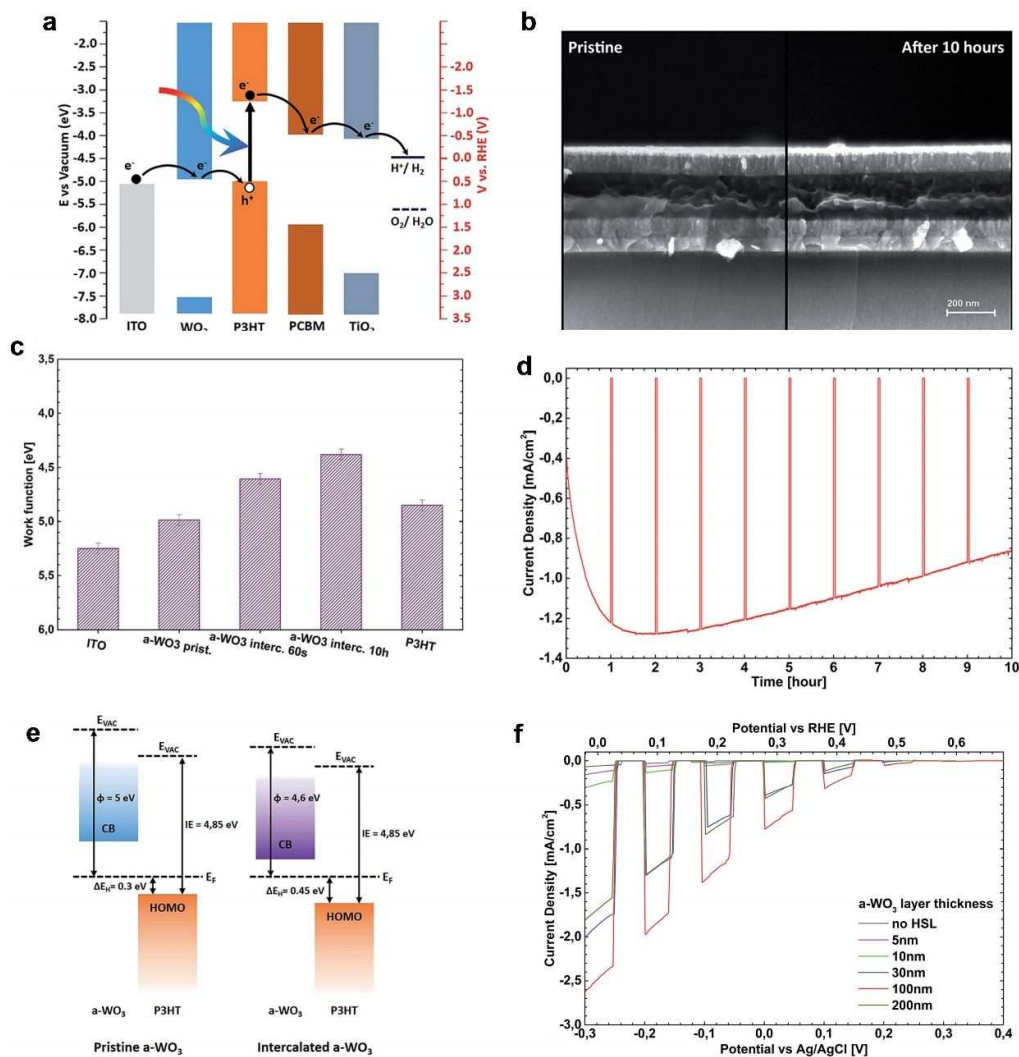 a
E vs Vacuum (eV)
-2.0
-2.5
-3.0
-3.5
-4.0
-4.5
-5.0
-5.5
-6.0
-6.5
-7.0
-7.5
-8.0
e-
e-
e-
e-
e-
e-
h+
H+/ H2
O2/ H2O
-2.0
-1.5
-1.0
-0.5
0.0
0.5
1.0
1.5
2.0
2.5
3.0
3.5
V vs. RHE (V)
ITO WO3 P3HT PCBM TiO2
b
Pristine
After 10 hours
200 nm
c
Work function [eV]
3,5
4,0
4,5
5,0
5,5
6,0
ITO a-WO3 prist. a-WO3 interc. 60s a-WO3 interc. 10h P3HT
d
Current Density [mA/cm2]
0,0
-0,2
-0,4
-0,6
-0,8
-1,0
-1,2
-1,4
0 1 2 3 4 5 6 7 8 9 10
Time [hour]
e
EVAC
EVAC
ϕ = 5 eV
CB
IE = 4,85 eV
ΔEH= 0.3 eV
HOMO
EVAC
EVAC
ϕ = 4,6 eV
CB
IE = 4,85 eV
EF
ΔEH= 0.45 eV
HOMO
a-WO3 P3HT a-WO3 P3HT
Pristine a-WO3 Intercalated a-WO3
f
Potential vs RHE [V]
0,0 0,1 0,2 0,3 0,4 0,5 0,6
Current Density [mA/cm2]
0,0
-0,5
-1,0
-1,5
-2,0
-2,5
-3,0
a-WO3 layer thickness
no HSL
5nm
10nm
30nm
100nm
200nm
-0,3 -0,2 -0,1 0,0 0,1 0,2 0,3 0,4
Potential vs Ag/AgCl [V]